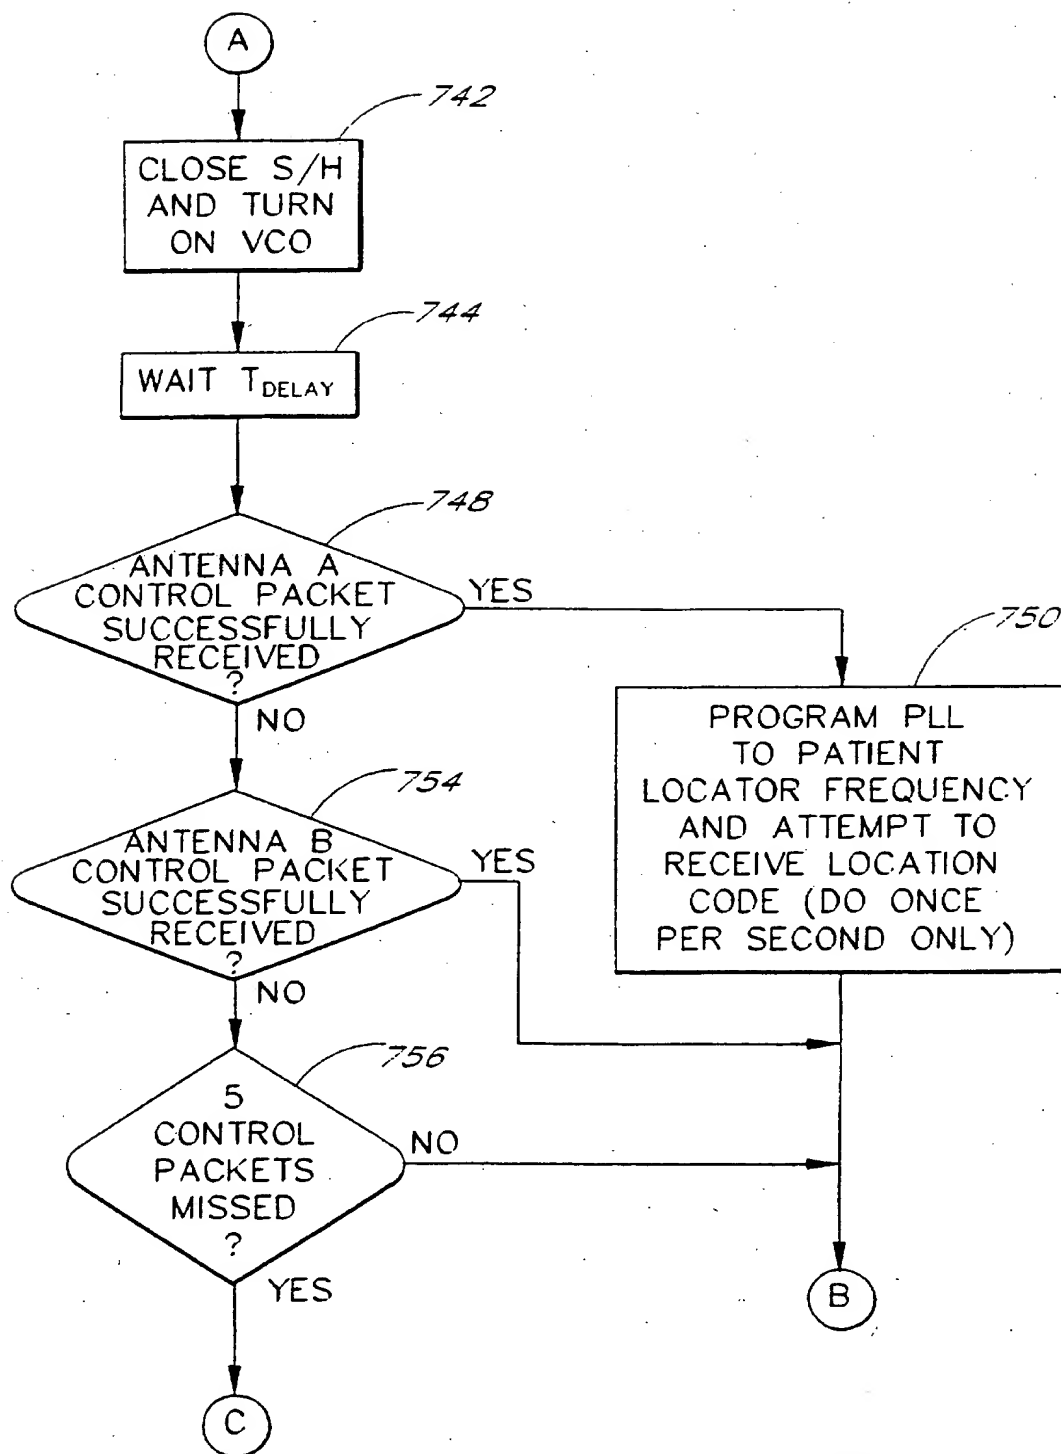 A
742
CLOSE S/H
AND TURN
ON VCO
744
WAIT TDELAY
748
ANTENNA A
CONTROL PACKET
SUCCESSFULLY
RECEIVED
?
YES
NO
750
PROGRAM PLL
TO PATIENT
LOCATOR FREQUENCY
AND ATTEMPT TO
RECEIVE LOCATION
CODE (DO ONCE
PER SECOND ONLY)
754
ANTENNA B
CONTROL PACKET
SUCCESSFULLY
RECEIVED
?
YES
NO
756
5
CONTROL
PACKETS
MISSED
?
NO
YES
B
C